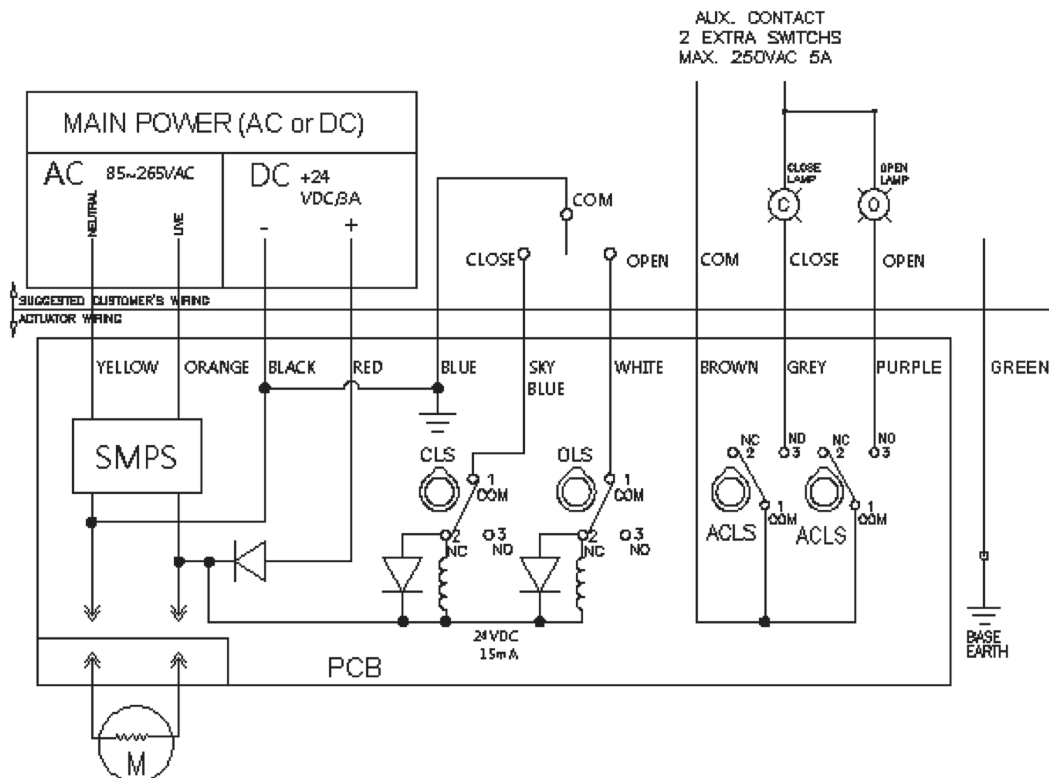 AUX. CONTACT
2 EXTRA SWITCHS
MAX. 250VAC 5A
MAIN POWER (AC or DC)
AC 85~265VAC
NEUTRAL
LIVE
DC +24
VDC/3A
- +
CLOSE
LAMP
OPEN
LAMP
C
O
COM
CLOSE
OPEN
COM
CLOSE
OPEN
SUGGESTED CUSTOMER'S WIRING
ACTUATOR WIRING
YELLOW ORANGE BLACK RED BLUE SKY
BLUE WHITE BROWN GREY PURPLE GREEN
SMPS
CLS
1
COM
2
NC
3
NO
OLS
1
COM
2
NC
3
NO
NC
2
NO
3
1
COM
ACLS
NC
2
NO
3
1
COM
ACLS
24VDC
15mA
BASE
EARTH
PCB
M